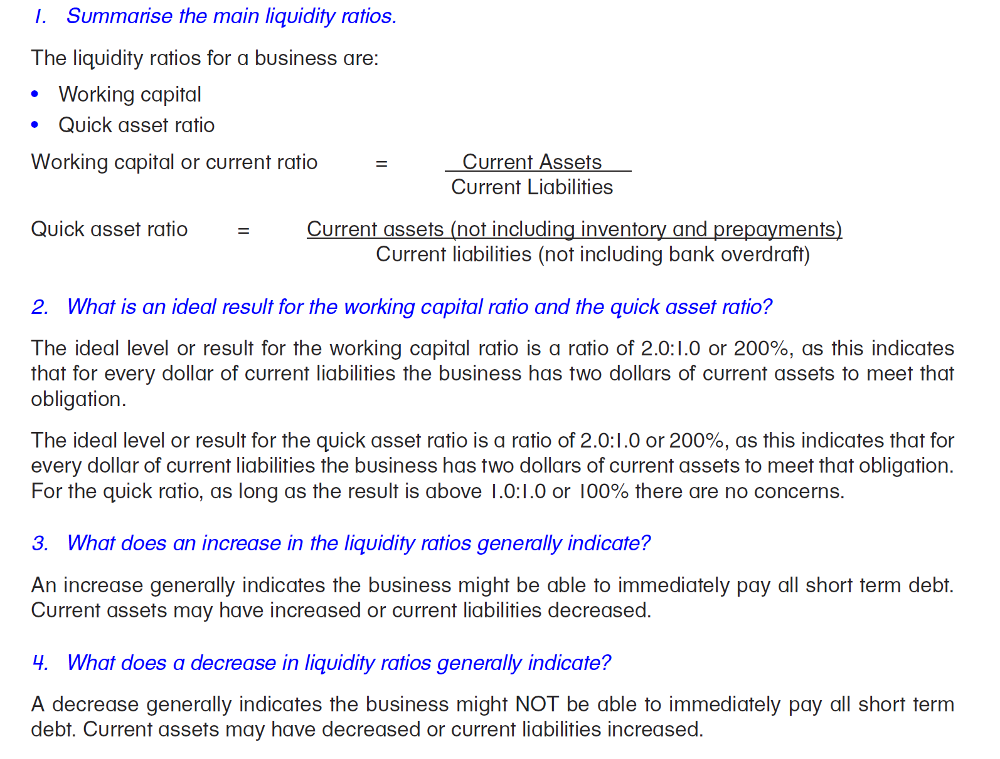 1. Summarise the main liquidity ratios.
The liquidity ratios for a business are:
• Working capital
• Quick asset ratio
Working capital or current ratio = Current Assets
Current Liabilities
Quick asset ratio = Current assets (not including inventory and prepayments)
Current liabilities (not including bank overdraft)
2. What is an ideal result for the working capital ratio and the quick asset ratio?
The ideal level or result for the working capital ratio is a ratio of 2.0:1.0 or 200%, as this indicates
that for every dollar of current liabilities the business has two dollars of current assets to meet that
obligation.
The ideal level or result for the quick asset ratio is a ratio of 2.0:1.0 or 200%, as this indicates that for
every dollar of current liabilities the business has two dollars of current assets to meet that obligation.
For the quick ratio, as long as the result is above 1.0:1.0 or 100% there are no concerns.
3. What does an increase in the liquidity ratios generally indicate?
An increase generally indicates the business might be able to immediately pay all short term debt.
Current assets may have increased or current liabilities decreased.
4. What does a decrease in liquidity ratios generally indicate?
A decrease generally indicates the business might NOT be able to immediately pay all short term
debt. Current assets may have decreased or current liabilities increased.